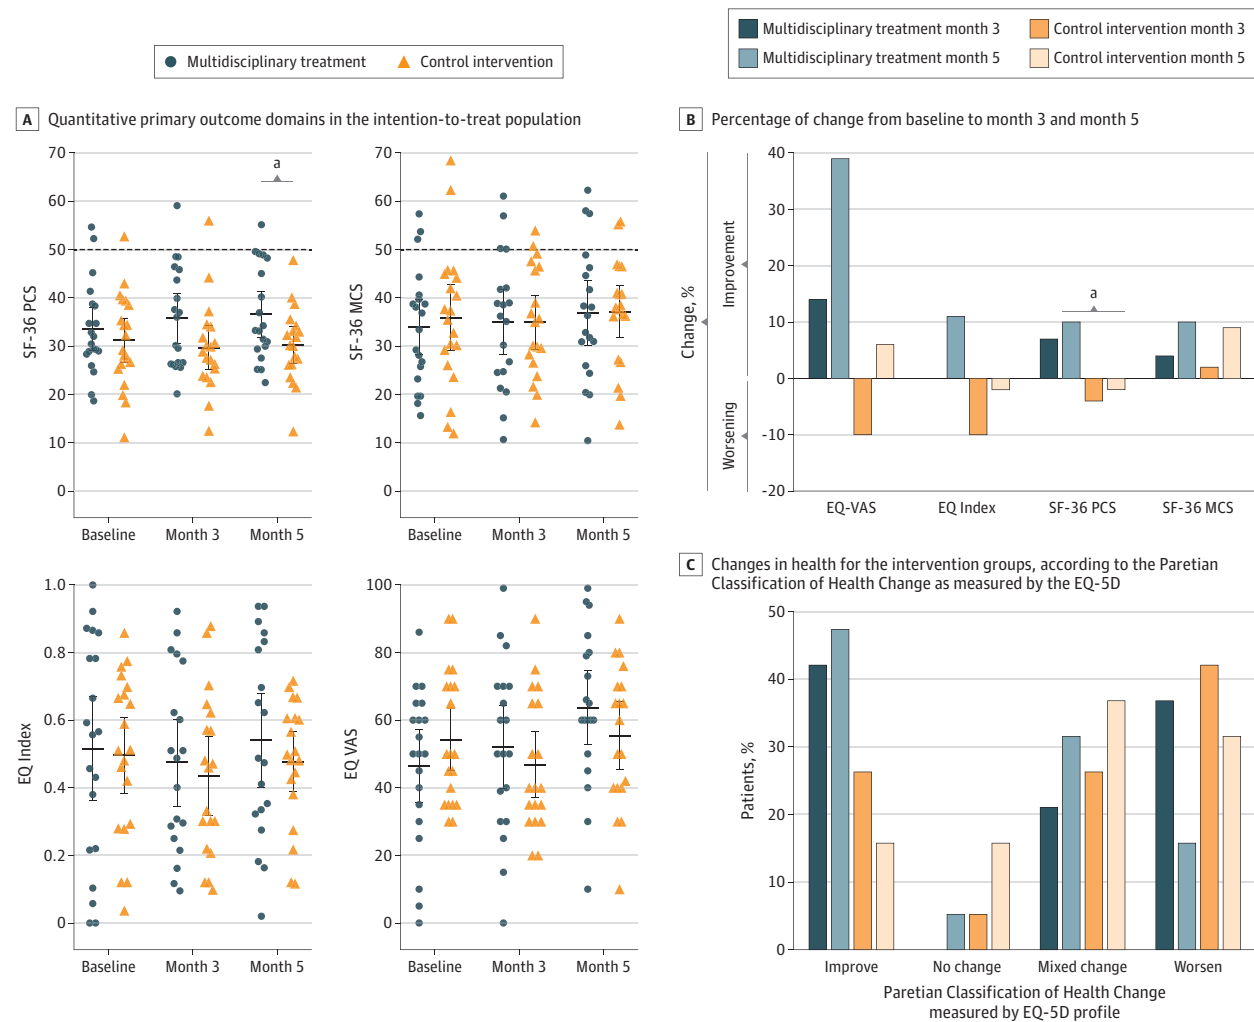 Multidisciplinary treatment
Control intervention
Multidisciplinary treatment month 3
Control intervention month 3
Multidisciplinary treatment month 5
Control intervention month 5
A Quantitative primary outcome domains in the intention-to-treat population
SF-36 PCS
70
60
50
40
30
20
10
0
a
Baseline
Month 3
Month 5
SF-36 MCS
70
60
50
40
30
20
10
0
Baseline
Month 3
Month 5
EQ Index
1.0
0.8
0.6
0.4
0.2
0
Baseline
Month 3
Month 5
EQ VAS
100
80
60
40
20
0
Baseline
Month 3
Month 5
B Percentage of change from baseline to month 3 and month 5
Change, %
Improvement
Worsening
40
30
20
10
0
-10
-20
a
EQ-VAS
EQ Index
SF-36 PCS
SF-36 MCS
C Changes in health for the intervention groups, according to the Paretian
Classification of Health Change as measured by the EQ-5D
Patients, %
50
40
30
20
10
0
Improve
No change
Mixed change
Worsen
Paretian Classification of Health Change
measured by EQ-5D profile